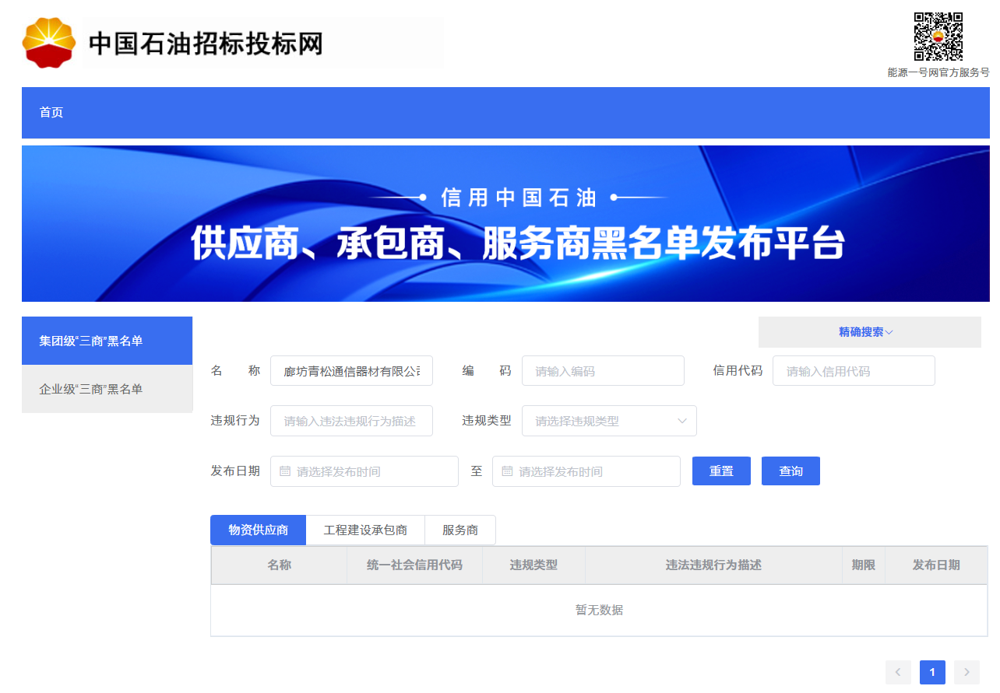 中国石油招标投标网
能源一号网官方服务号
首页
信用中国石油
供应商、承包商、服务商黑名单发布平台
集团级“三商”黑名单
企业级“三商”黑名单
精确搜索
名 称 廊坊青松通信器材有限公司 编 码 请输入编码 信用代码 请输入信用代码
违规行为 请输入违法违规行为描述 违规类型 请选择违规类型
发布日期 请选择发布时间 至 请选择发布时间 重置 查询
物资供应商 工程建设承包商 服务商
名称 统一社会信用代码 违规类型 违法违规行为描述 期限 发布日期
暂无数据
1